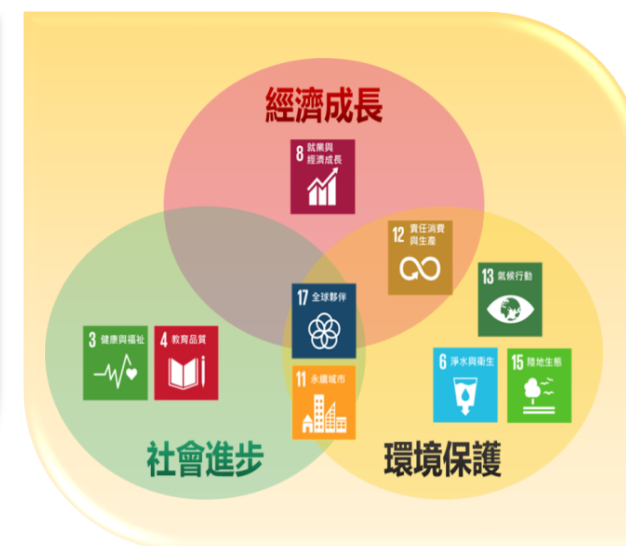 經濟成長
8 就業與
經濟成長
12 責任消費
與生產
13 氣候行動
17 全球夥伴
3 健康與福祉
4 教育品質
6 淨水與衛生
15 陸地生態
11 永續城市
社會進步
環境保護